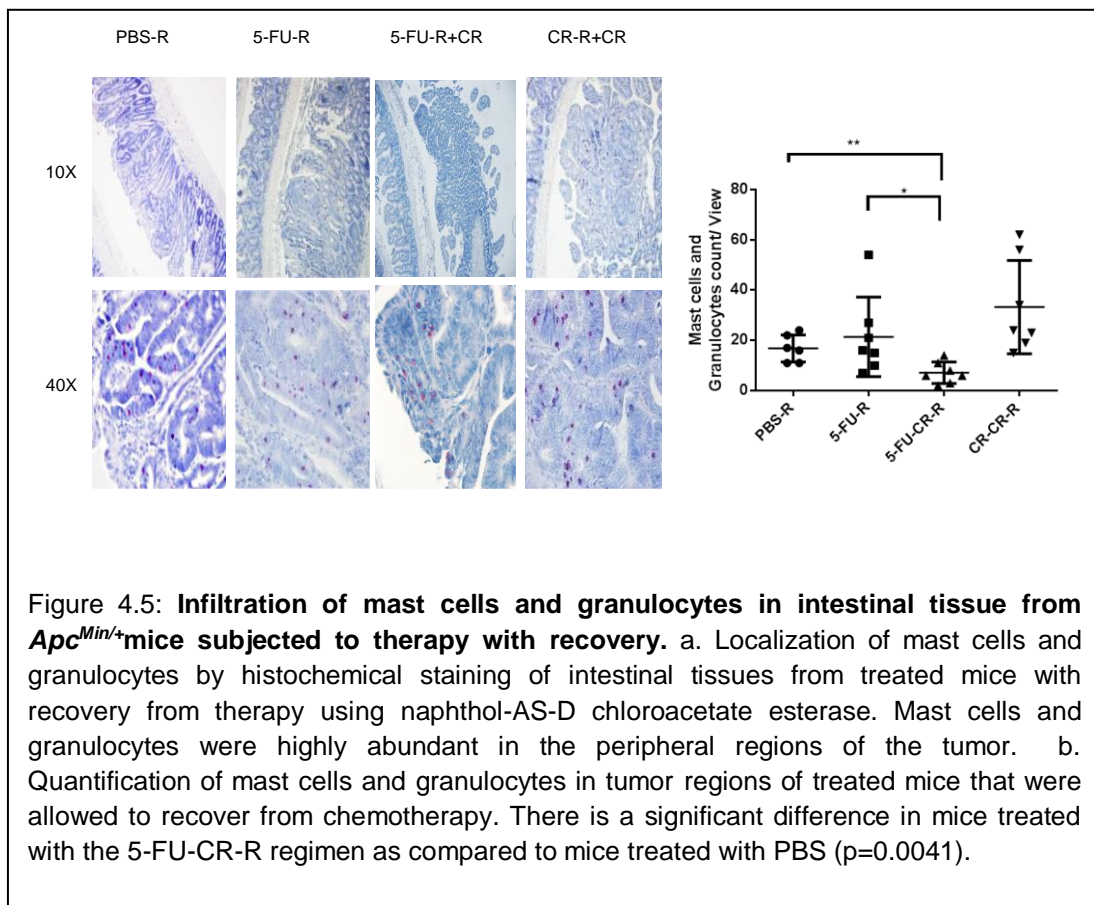 PBS-R 5-FU-R 5-FU-R+CR CR-R+CR
10X
40X
**
*
Mast cells and
Granulocytes count/ View
80
60
40
20
0
PBS-R
5-FU-R
5-FU-CR-R
CR-CR-R
Figure 4.5: Infiltration of mast cells and granulocytes in intestinal tissue from
ApcMin/+mice subjected to therapy with recovery. a. Localization of mast cells and
granulocytes by histochemical staining of intestinal tissues from treated mice with
recovery from therapy using naphthol-AS-D chloroacetate esterase. Mast cells and
granulocytes were highly abundant in the peripheral regions of the tumor. b.
Quantification of mast cells and granulocytes in tumor regions of treated mice that were
allowed to recover from chemotherapy. There is a significant difference in mice treated
with the 5-FU-CR-R regimen as compared to mice treated with PBS (p=0.0041).